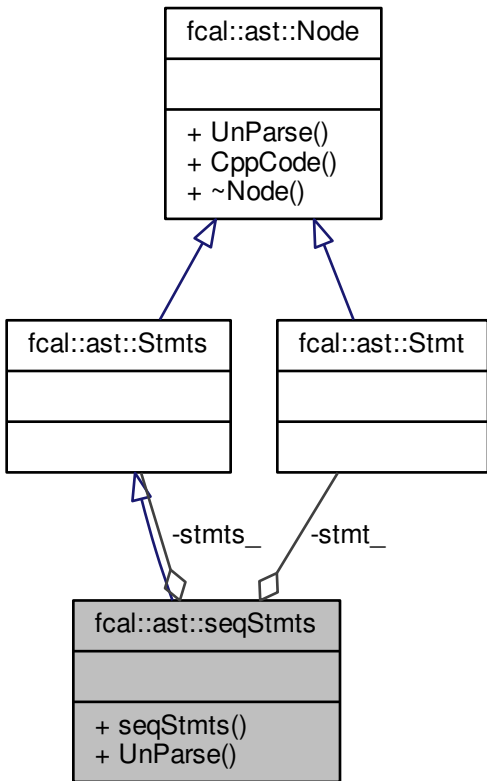 fcal::ast::Node
+ UnParse()
+ CppCode()
+ ~Node()
fcal::ast::Stmts
fcal::ast::Stmt
-stmts_
-stmt_
fcal::ast::seqStmts
+ seqStmts()
+ UnParse()